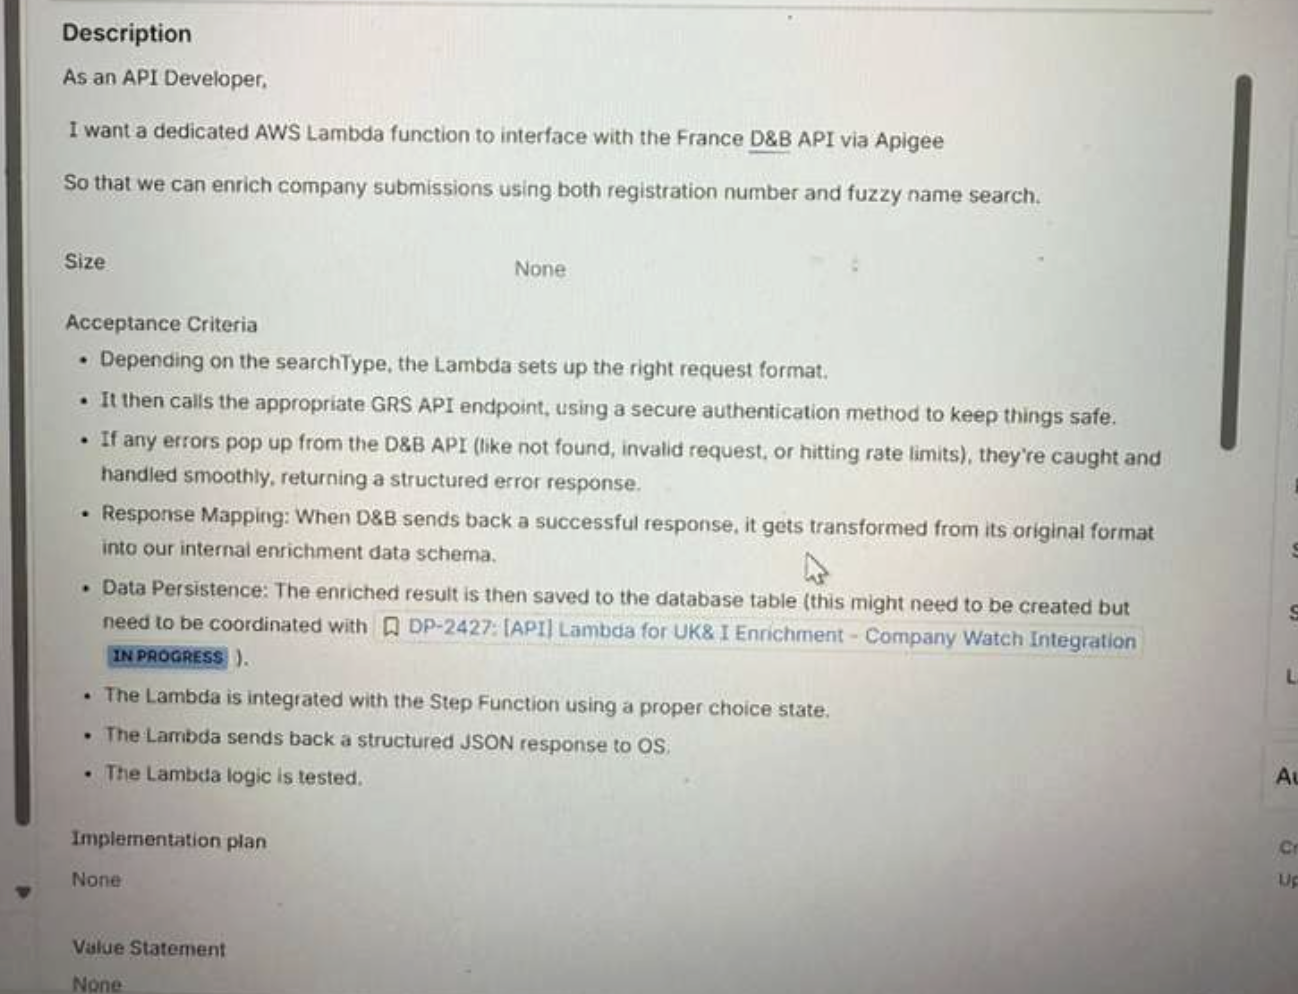 Description
As an API Developer,
I want a dedicated AWS Lambda function to interface with the France D&B API via Apigee
So that we can enrich company submissions using both registration number and fuzzy name search.
Size None
Acceptance Criteria
• Depending on the searchType, the Lambda sets up the right request format.
• It then calls the appropriate GRS API endpoint, using a secure authentication method to keep things safe.
• If any errors pop up from the D&B API (like not found, invalid request, or hitting rate limits), they're caught and
handled smoothly, returning a structured error response.
• Response Mapping: When D&B sends back a successful response, it gets transformed from its original format
into our internal enrichment data schema.
• Data Persistence: The enriched result is then saved to the database table (this might need to be created but
need to be coordinated with DP-2427: [API] Lambda for UK& I Enrichment - Company Watch Integration
IN PROGRESS ).
• The Lambda is integrated with the Step Function using a proper choice state.
• The Lambda sends back a structured JSON response to OS.
• The Lambda logic is tested.
Implementation plan
None
Value Statement
None